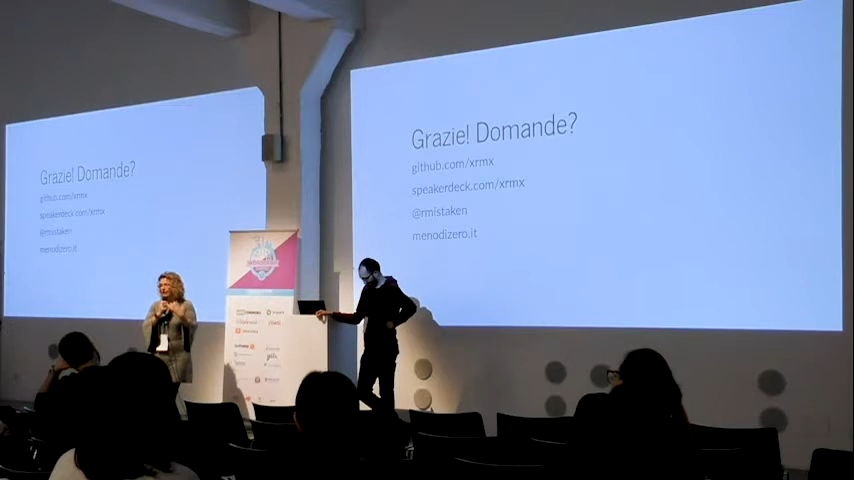 Grazie! Domande?
github.com/xrmx
speakerdeck.com/xrmx
@rmistaken
menodizero.it
Grazie! Domande?
github.com/xrmx
speakerdeck.com/xrmx
@rmistaken
menodizero.it